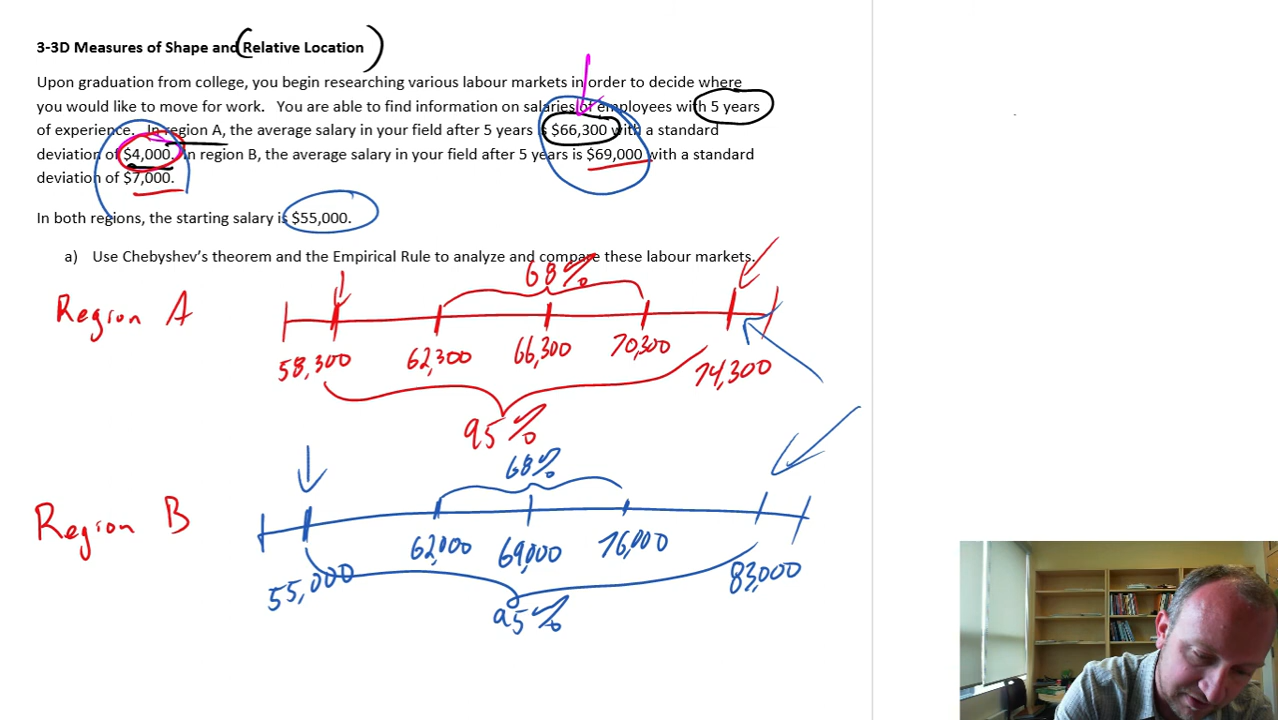 3-3D Measures of Shape and (Relative Location)
Upon graduation from college, you begin researching various labour markets in order to decide where
you would like to move for work. You are able to find information on salaries of employees with 5 years
of experience. In region A, the average salary in your field after 5 years is $66,300 with a standard
deviation of $4,000. In region B, the average salary in your field after 5 years is $69,000 with a standard
deviation of $7,000.
In both regions, the starting salary is $55,000.
a) Use Chebyshev's theorem and the Empirical Rule to analyze and compare these labour markets.
68%
Region A
58,300 62,300 66,300 70,300 74,300
95%
68%
Region B
55,000 62,000 69,000 76,000 83,000
95%